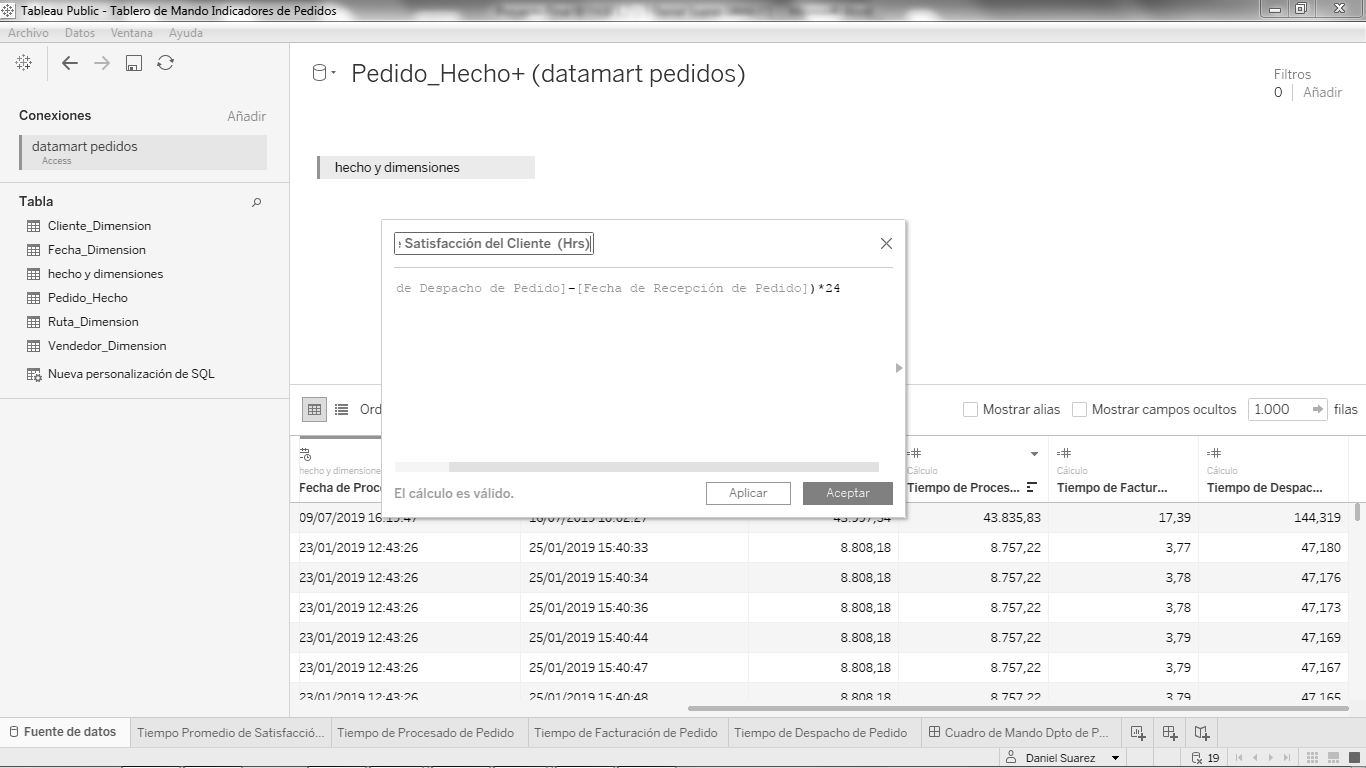 Tableau Public - Tablero de Mando Indicadores de Pedidos
Archivo Datos Ventana Ayuda
Pedido_Hecho+ (datamart pedidos)
Filtros
0 Añadir
Conexiones Añadir
datamart pedidos
Access
hecho y dimensiones
Tabla
Cliente_Dimension
Fecha_Dimension
hecho y dimensiones
Pedido_Hecho
Ruta_Dimension
Vendedor_Dimension
Nueva personalización de SQL
e Satisfacción del Cliente (Hrs)
de Despacho de Pedido]-[Fecha de Recepción de Pedido])*24
El cálculo es válido.
Aplicar Aceptar
Ord
Mostrar alias Mostrar campos ocultos 1.000 filas
hecho y dimensione Cálculo Cálculo Cálculo
Fecha de Proce Tiempo de Proces... Tiempo de Factur... Tiempo de Despac...
09/07/2019 16:19:47 16/07/2019 16:02:27 43.997,54 43.835,83 17,39 144,319
23/01/2019 12:43:26 25/01/2019 15:40:33 8.808,18 8.757,22 3,77 47,180
23/01/2019 12:43:26 25/01/2019 15:40:34 8.808,18 8.757,22 3,78 47,176
23/01/2019 12:43:26 25/01/2019 15:40:36 8.808,18 8.757,22 3,78 47,173
23/01/2019 12:43:26 25/01/2019 15:40:44 8.808,18 8.757,22 3,79 47,169
23/01/2019 12:43:26 25/01/2019 15:40:47 8.808,18 8.757,22 3,79 47,167
23/01/2019 12:43:26 25/01/2019 15:40:48 8.808,18 8.757,22 3,79 47,165
Fuente de datos Tiempo Promedio de Satisfacció... Tiempo de Procesado de Pedido Tiempo de Facturación de Pedido Tiempo de Despacho de Pedido Cuadro de Mando Dpto de P...
Daniel Suarez 19